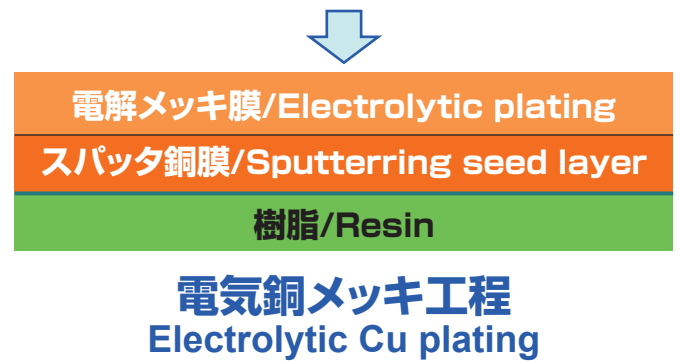 電解メッキ膜/Electrolytic plating
スパッタ銅膜/Sputterring seed layer
樹脂/Resin
電気銅メッキ工程
Electrolytic Cu plating